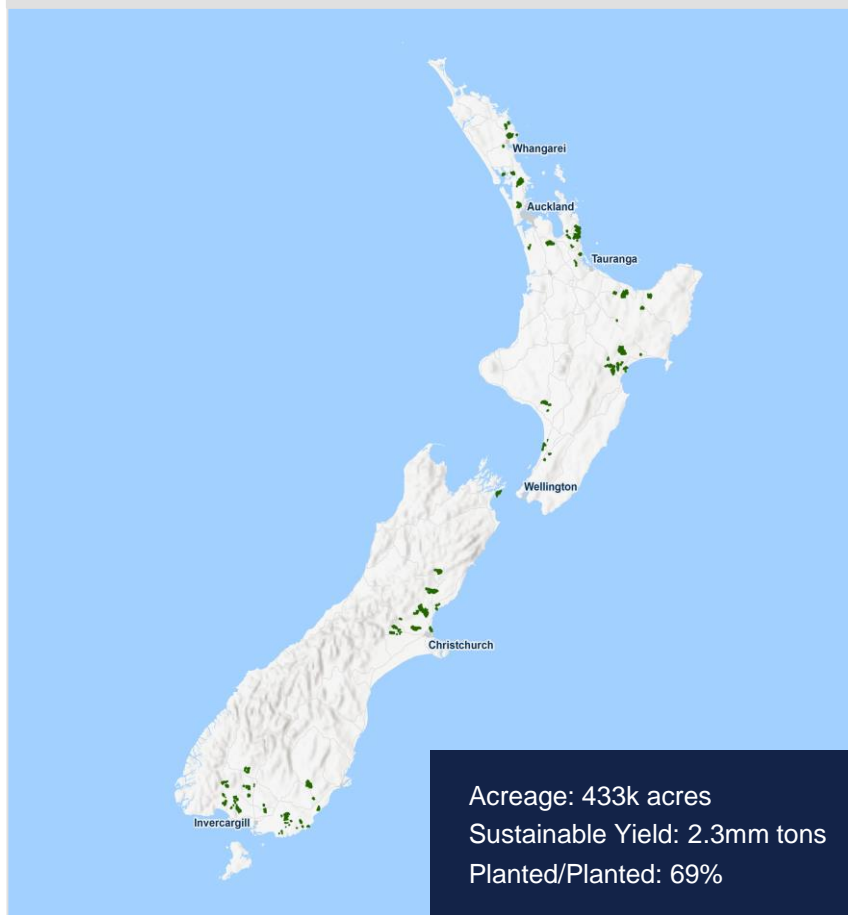 Whangarei
Auckland
Tauranga
Wellington
Christchurch
Invercargill
Acreage: 433k acres
Sustainable Yield: 2.3mm tons
Planted/Planted: 69%